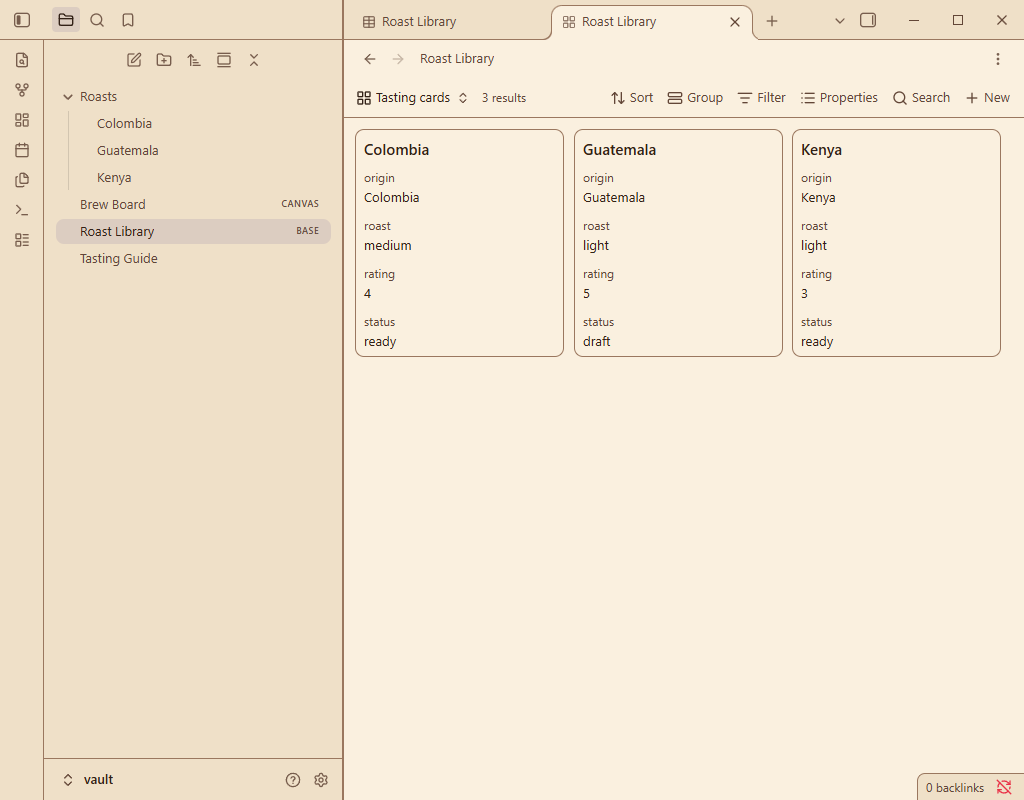 Roast Library
Roast Library
Roast Library
Tasting cards
3 results
Sort
Group
Filter
Properties
Search
New
Roasts
Colombia
Guatemala
Kenya
Brew Board CANVAS
Roast Library BASE
Tasting Guide
Colombia
origin
Colombia
roast
medium
rating
4
status
ready
Guatemala
origin
Guatemala
roast
light
rating
5
status
draft
Kenya
origin
Kenya
roast
light
rating
3
status
ready
vault
0 backlinks